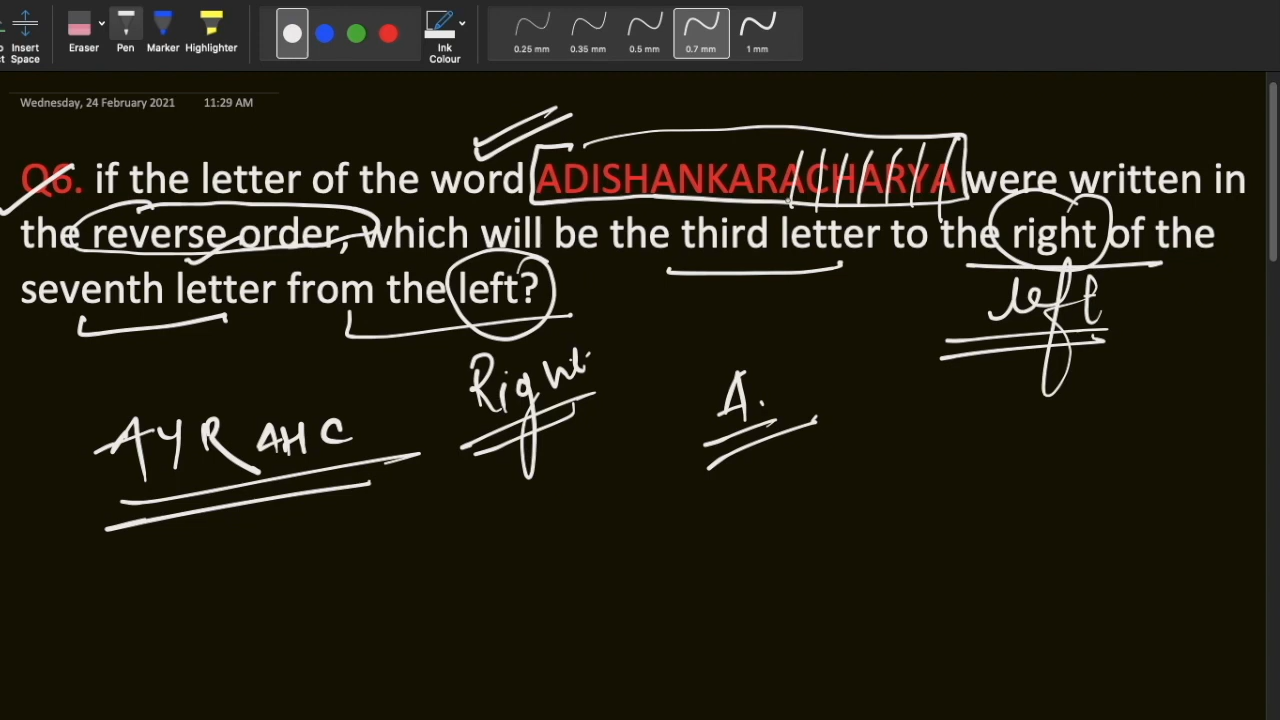 Insert
Space
Eraser
Pen
Marker
Highlighter
Ink
Colour
0.25 mm
0.35 mm
0.5 mm
0.7 mm
1 mm
Wednesday, 24 February 2021 11:29 AM
Q6. if the letter of the word ADISHANKARACHARYA were written in
the reverse order, which will be the third letter to the right of the
seventh letter from the left?
left
Right
A.
AYRAHC